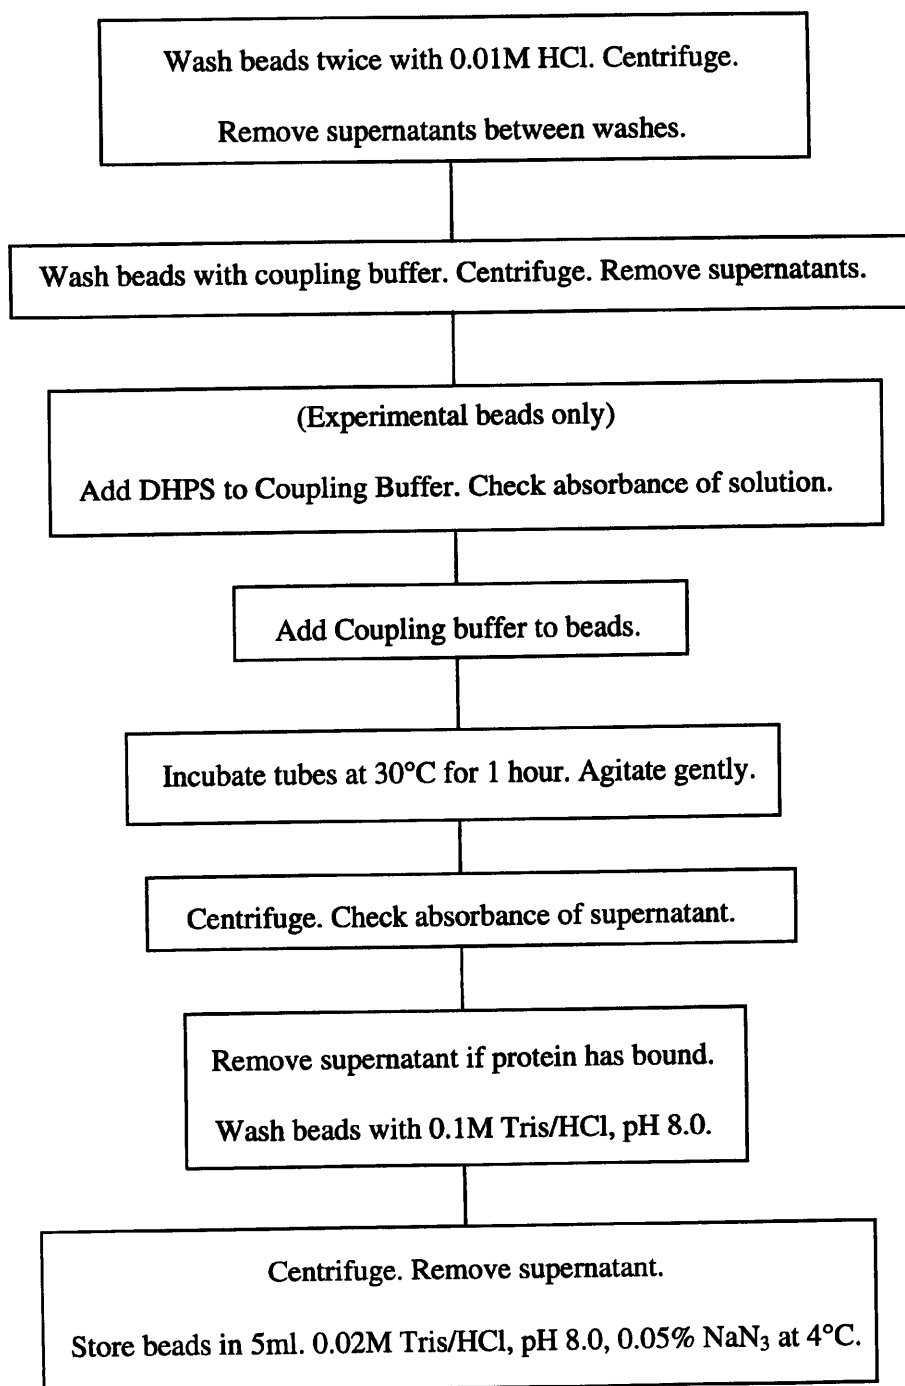 Wash beads twice with 0.01M HCl. Centrifuge.
Remove supernatants between washes.
Wash beads with coupling buffer. Centrifuge. Remove supernatants.
(Experimental beads only)
Add DHPS to Coupling Buffer. Check absorbance of solution.
Add Coupling buffer to beads.
Incubate tubes at 30°C for 1 hour. Agitate gently.
Centrifuge. Check absorbance of supernatant.
Remove supernatant if protein has bound.
Wash beads with 0.1M Tris/HCl, pH 8.0.
Centrifuge. Remove supernatant.
Store beads in 5ml. 0.02M Tris/HCl, pH 8.0, 0.05% NaN₃ at 4°C.